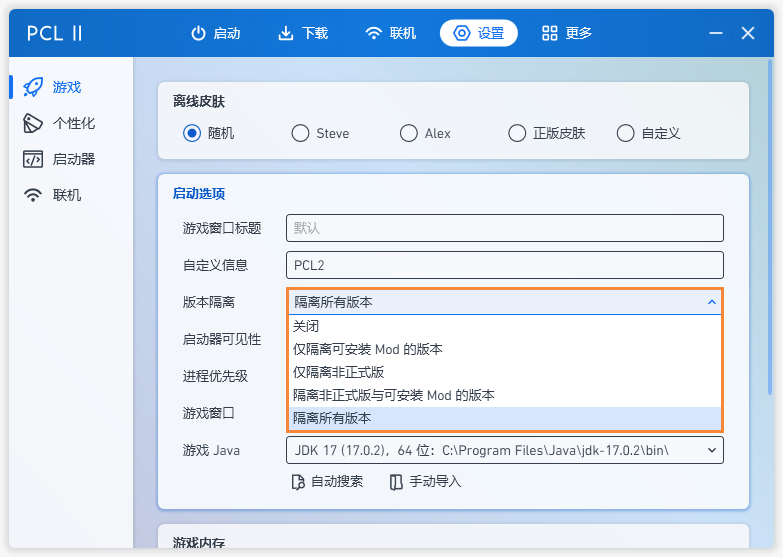 PCL II
启动 下载 联机 设置 更多
游戏
个性化
启动器
联机
离线皮肤
随机 Steve Alex 正版皮肤 自定义
启动选项
游戏窗口标题 默认
自定义信息 PCL2
版本隔离 隔离所有版本
关闭
启动器可见性
仅隔离可安装 Mod 的版本
进程优先级
仅隔离非正式版
隔离非正式版与可安装 Mod 的版本
游戏窗口
隔离所有版本
游戏 Java JDK 17 (17.0.2)，64 位：C:\Program Files\Java\jdk-17.0.2\bin\
自动搜索 手动导入
游戏内存